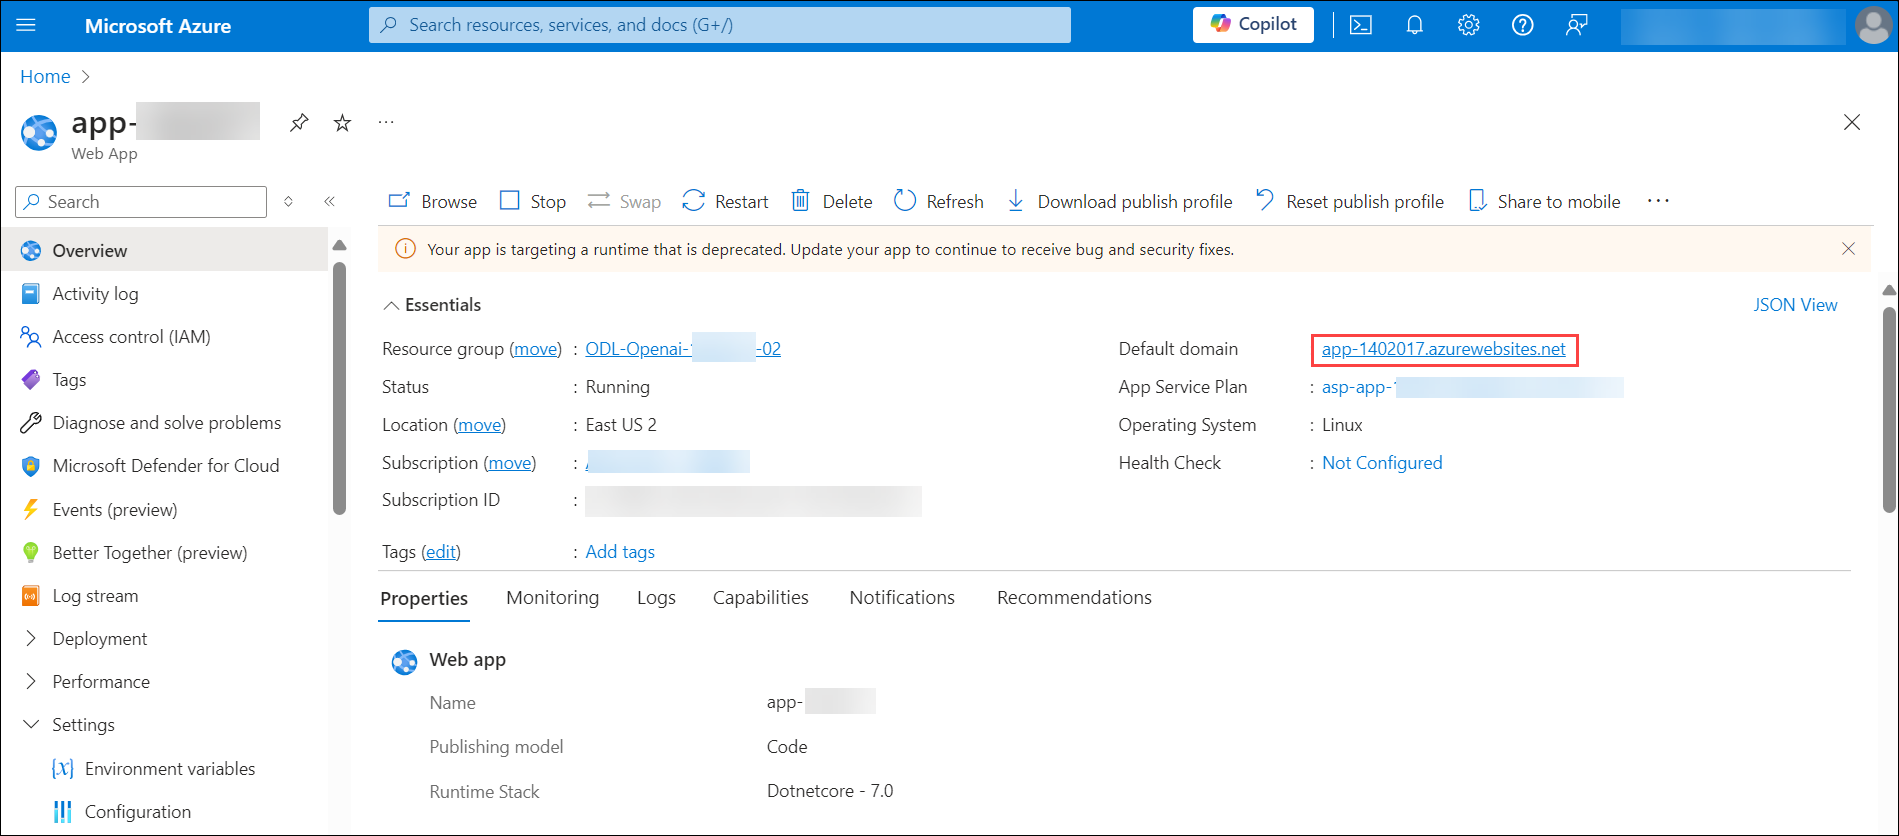 Microsoft Azure
Search resources, services, and docs (G+/)
Copilot
Home
app-
Web App
Search
Browse Stop Swap Restart Delete Refresh Download publish profile Reset publish profile Share to mobile ...
Overview
Your app is targeting a runtime that is deprecated. Update your app to continue to receive bug and security fixes.
Activity log
Access control (IAM)
Tags
Diagnose and solve problems
Microsoft Defender for Cloud
Events (preview)
Better Together (preview)
Log stream
Deployment
Performance
Settings
Environment variables
Configuration
Essentials
JSON View
Resource group (move) : ODL-Openai- -02
Status : Running
Location (move) : East US 2
Subscription (move) :
Subscription ID :
Tags (edit) : Add tags
Default domain app-1402017.azurewebsites.net
App Service Plan : asp-app-
Operating System : Linux
Health Check : Not Configured
Properties Monitoring Logs Capabilities Notifications Recommendations
Web app
Name app-
Publishing model Code
Runtime Stack Dotnetcore - 7.0